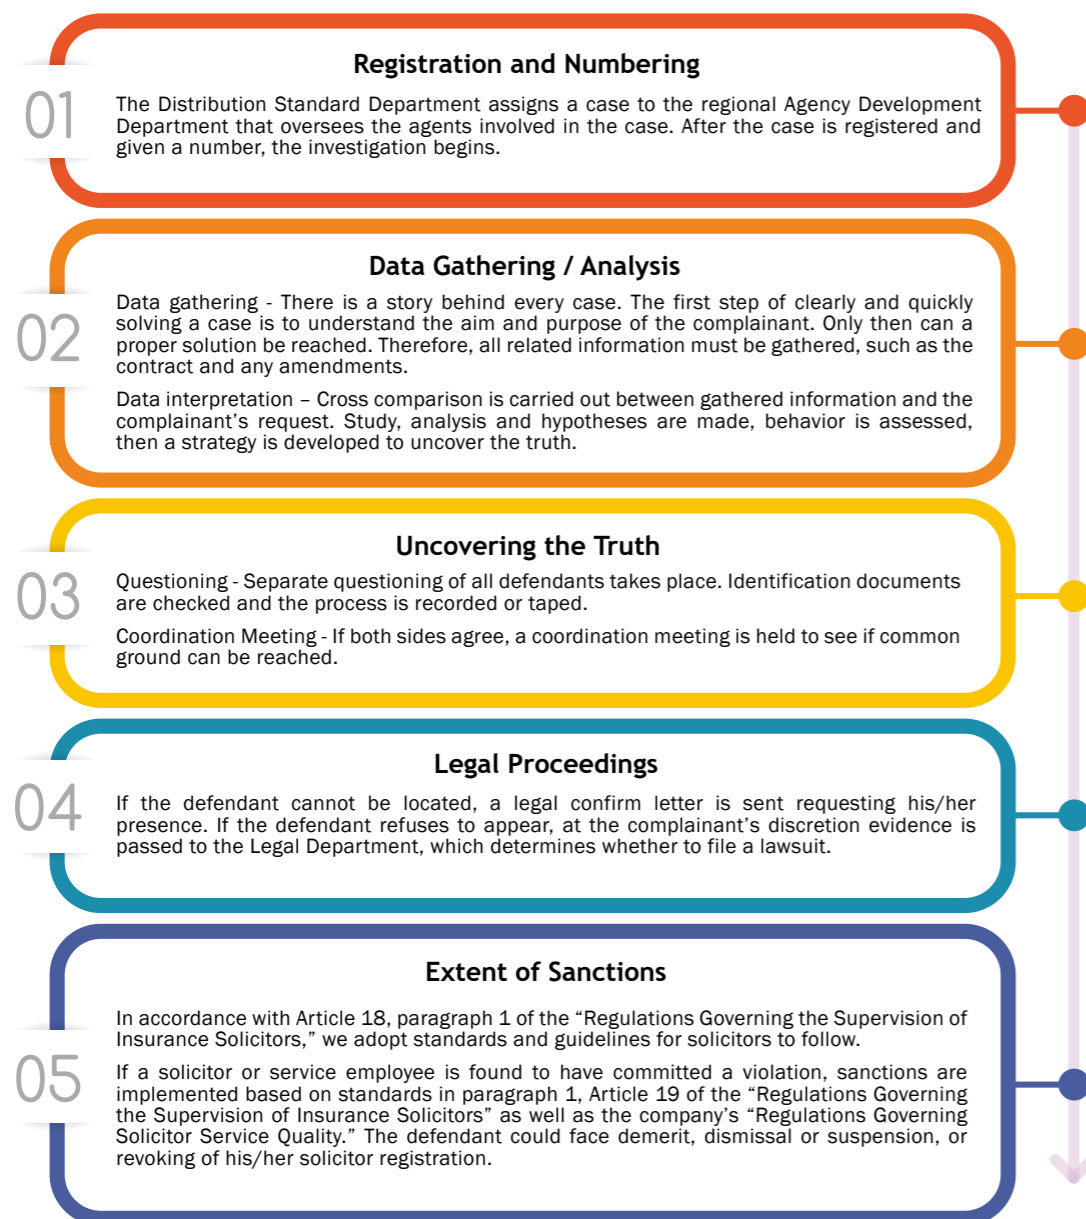 01
Registration and Numbering
The Distribution Standard Department assigns a case to the regional Agency Development
Department that oversees the agents involved in the case. After the case is registered and
given a number, the investigation begins.
02
Data Gathering / Analysis
Data gathering - There is a story behind every case. The first step of clearly and quickly
solving a case is to understand the aim and purpose of the complainant. Only then can a
proper solution be reached. Therefore, all related information must be gathered, such as the
contract and any amendments.
Data interpretation – Cross comparison is carried out between gathered information and the
complainant’s request. Study, analysis and hypotheses are made, behavior is assessed,
then a strategy is developed to uncover the truth.
03
Uncovering the Truth
Questioning - Separate questioning of all defendants takes place. Identification documents
are checked and the process is recorded or taped.
Coordination Meeting - If both sides agree, a coordination meeting is held to see if common
ground can be reached.
04
Legal Proceedings
If the defendant cannot be located, a legal confirm letter is sent requesting his/her
presence. If the defendant refuses to appear, at the complainant’s discretion evidence is
passed to the Legal Department, which determines whether to file a lawsuit.
05
Extent of Sanctions
In accordance with Article 18, paragraph 1 of the “Regulations Governing the Supervision of
Insurance Solicitors,” we adopt standards and guidelines for solicitors to follow.
If a solicitor or service employee is found to have committed a violation, sanctions are
implemented based on standards in paragraph 1, Article 19 of the “Regulations Governing
the Supervision of Insurance Solicitors” as well as the company’s “Regulations Governing
Solicitor Service Quality.” The defendant could face demerit, dismissal or suspension, or
revoking of his/her solicitor registration.